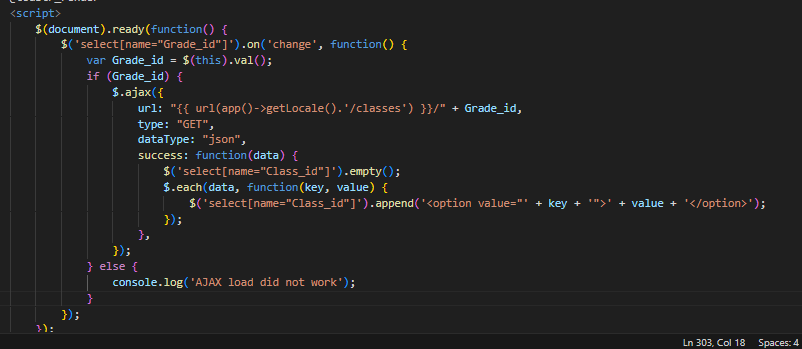 <script>
$(document).ready(function() {
$('select[name="Grade_id"]').on('change', function() {
var Grade_id = $(this).val();
if (Grade_id) {
$.ajax({
url: "{{ url(app()->getLocale().'/classes') }}/" + Grade_id,
type: "GET",
dataType: "json",
success: function(data) {
$('select[name="Class_id"]').empty();
$.each(data, function(key, value) {
$('select[name="Class_id"]').append('<option value="' + key + '">' + value + '</option>');
});
},
});
} else {
console.log('AJAX load did not work');
}
});
});
Ln 303, Col 18 Spaces: 4